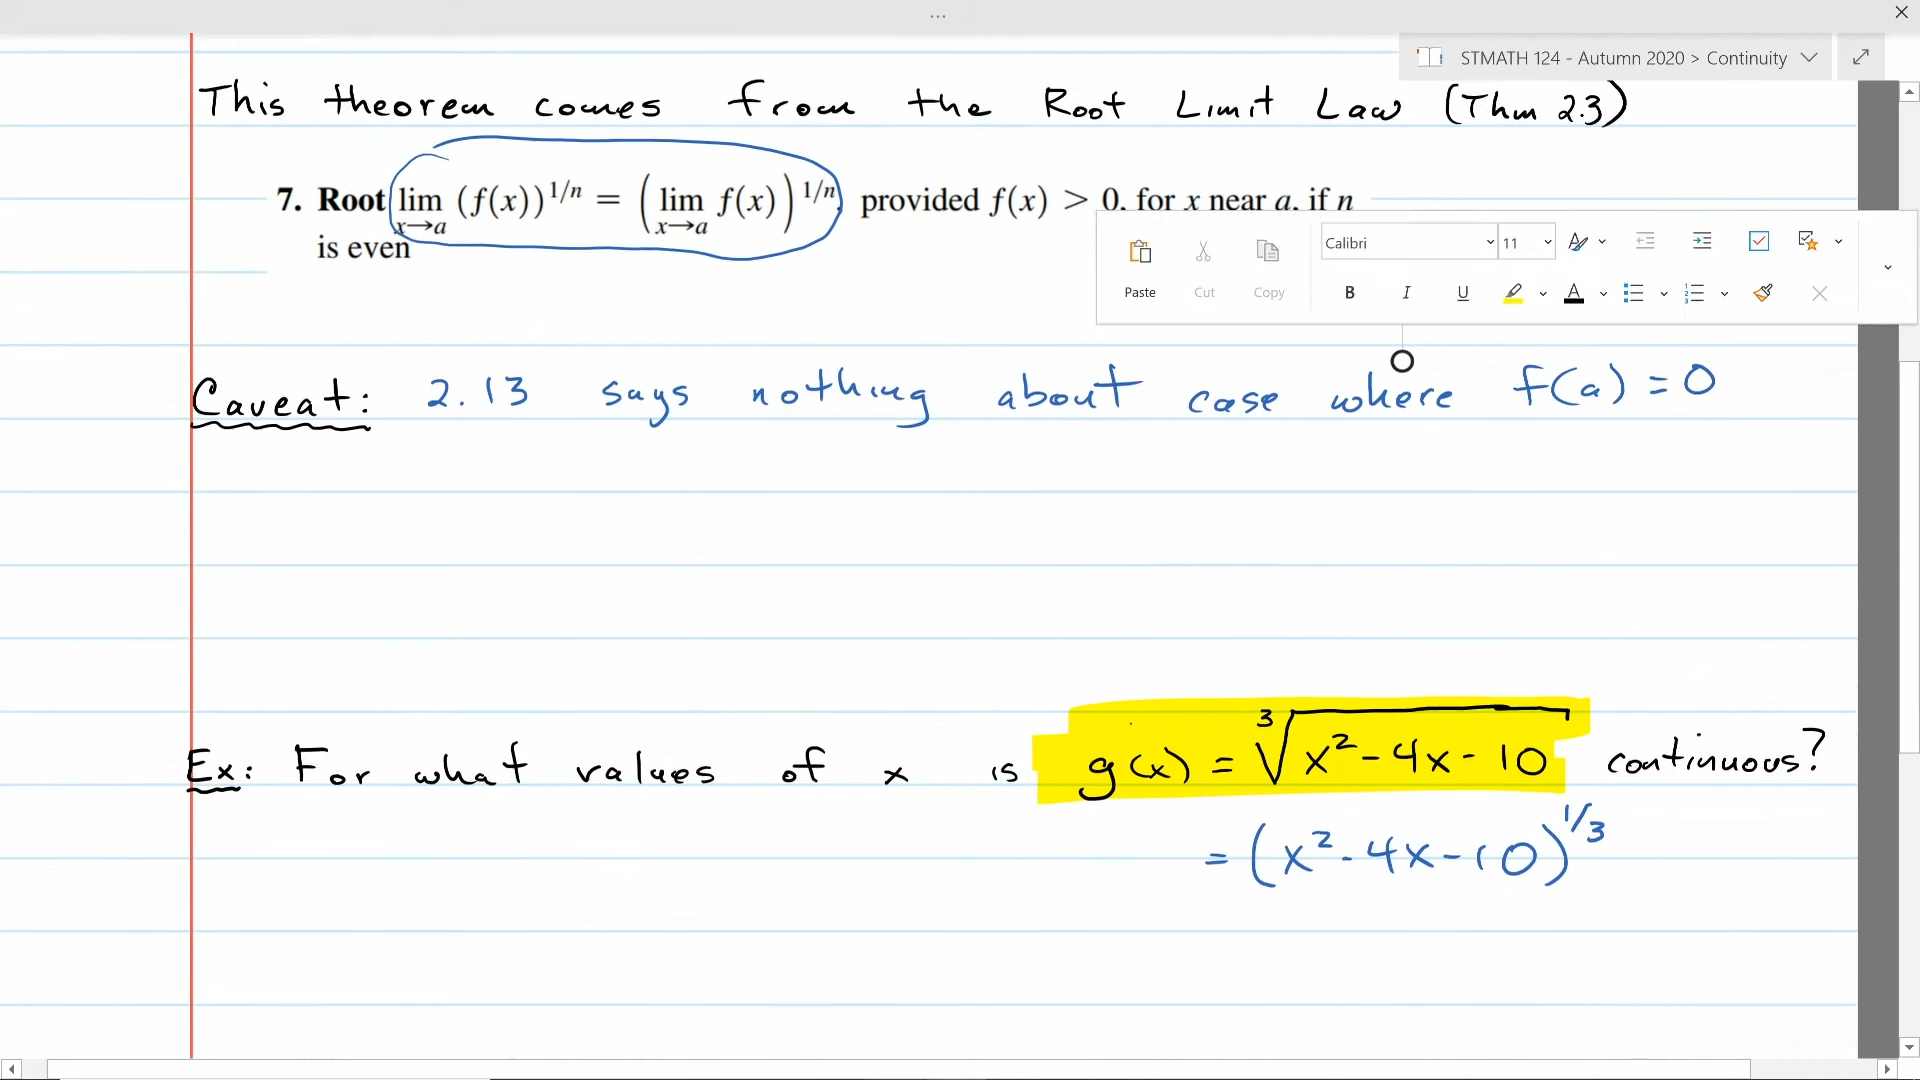 ...
STMATH 124 - Autumn 2020 > Continuity
This theorem comes from the Root Limit Law (Thm 2.3)
7. Root lim x→a (f(x))^1/n = (lim x→a f(x))^1/n, provided f(x) > 0, for x near a, if n
is even
Calibri 11
Paste Cut Copy B I U A
Caveat: 2.13 says nothing about case where f(a) = 0
Ex: For what values of x is g(x) = ∛(x² - 4x - 10) continuous?
= (x² - 4x - 10)^1/3